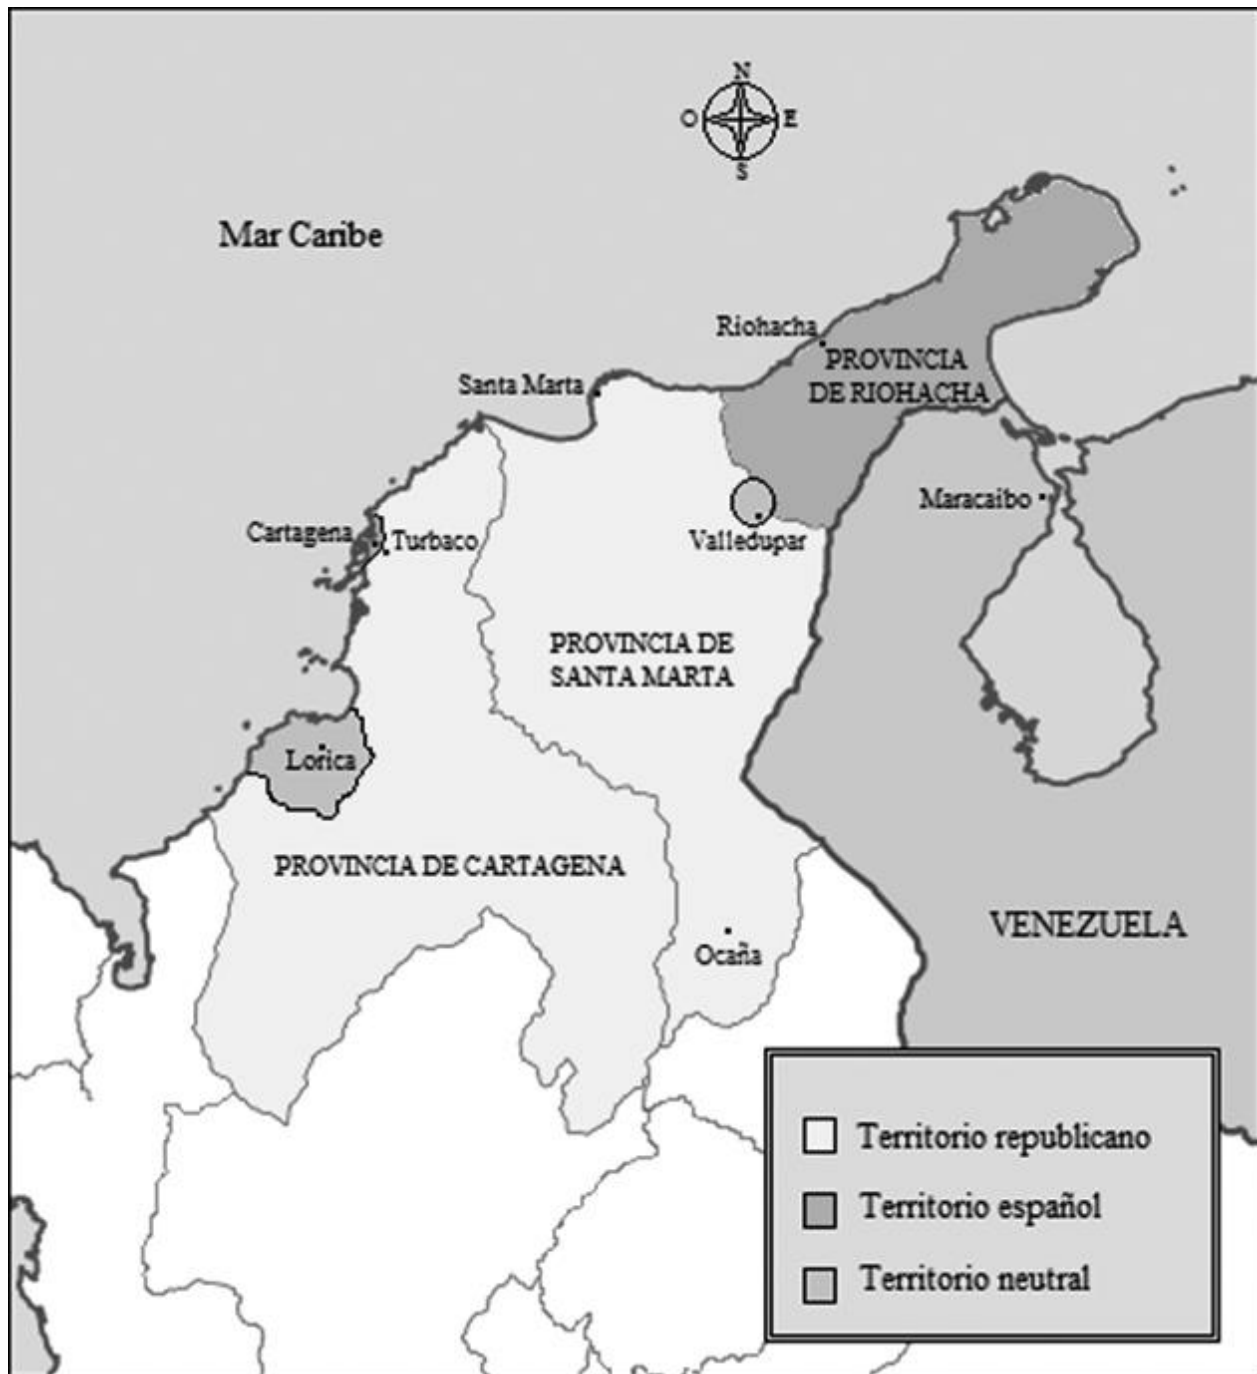 N
O
E
S
Mar Caribe
Riohacha
PROVINCIA
DE RIOHACHA
Santa Marta
Maracaibo
Cartagena
Turbaco
Valledupar
PROVINCIA DE
SANTA MARTA
Lorica
PROVINCIA DE CARTAGENA
VENEZUELA
Ocaña
Territorio republicano
Territorio español
Territorio neutral